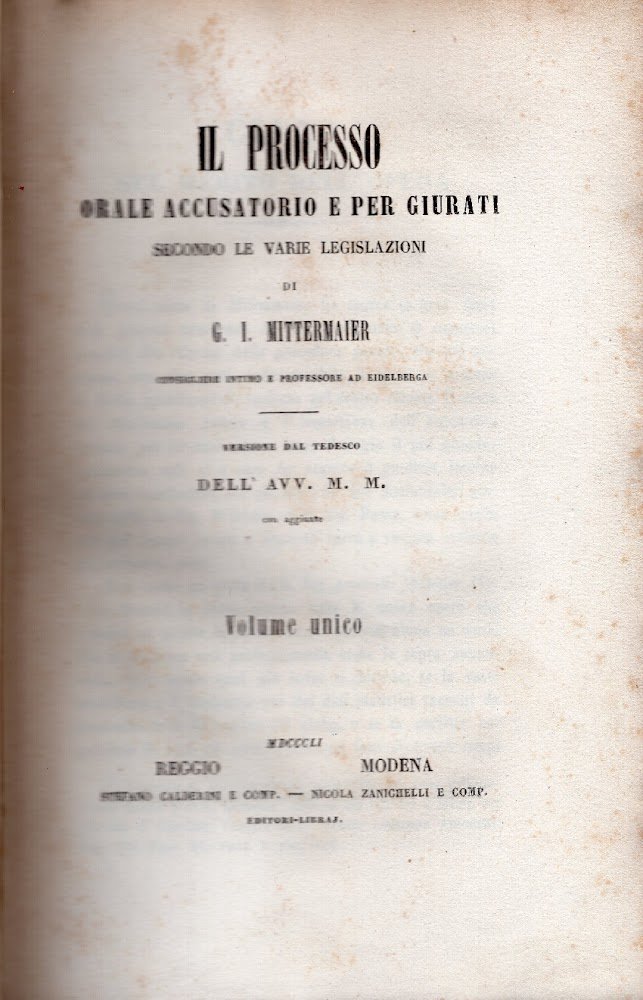 IL PROCESSO
ORALE ACCUSATORIO E PER GIURATI
SECONDO LE VARIE LEGISLAZIONI
DI
G. I. MITTERMAIER
CONSIGLIERE INTIMO E PROFESSORE AD EIDELBERGA
VERSIONE DAL TEDESCO
DELL' AVV. M. M.
con aggiunte
Volume unico
MDCCCLI
REGGIO MODENA
STEFANO CALDERINI E COMP. — NICOLA ZANICHELLI E COMP.
EDITORI-LIBRAJ.